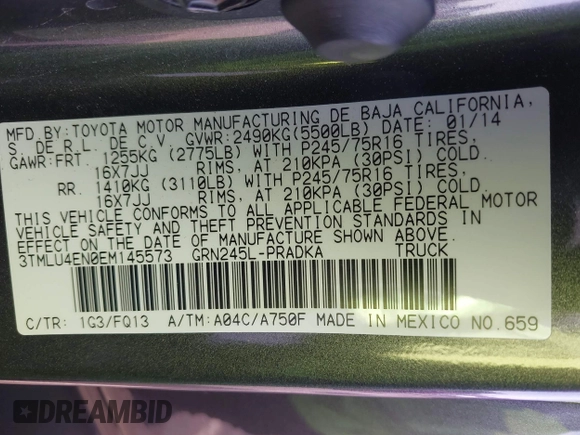 MFD.BY:TOYOTA MOTOR MANUFACTURING DE BAJA CALIFORNIA,
S. DE R.L. DE C.V. GVWR:2490KG(5500LB) DATE: 01/14
GAWR:FRT. 1255KG (2775LB) WITH P245/75R16 TIRES,
16X7JJ RIMS, AT 210KPA (30PSI) COLD.
RR. 1410KG (3110LB) WITH P245/75R16 TIRES,
16X7JJ RIMS, AT 210KPA (30PSI) COLD.
THIS VEHICLE CONFORMS TO ALL APPLICABLE FEDERAL MOTOR
VEHICLE SAFETY, BUMPER, AND THEFT PREVENTION STANDARDS IN
EFFECT ON THE DATE OF MANUFACTURE SHOWN ABOVE.
3TMLU4EN0EM145573 GRN245L-PRADKA TRUCK
C/TR: 1G3/FQ13 A/TM:A04C/A750F MADE IN MEXICO NO.659
DREAMBID